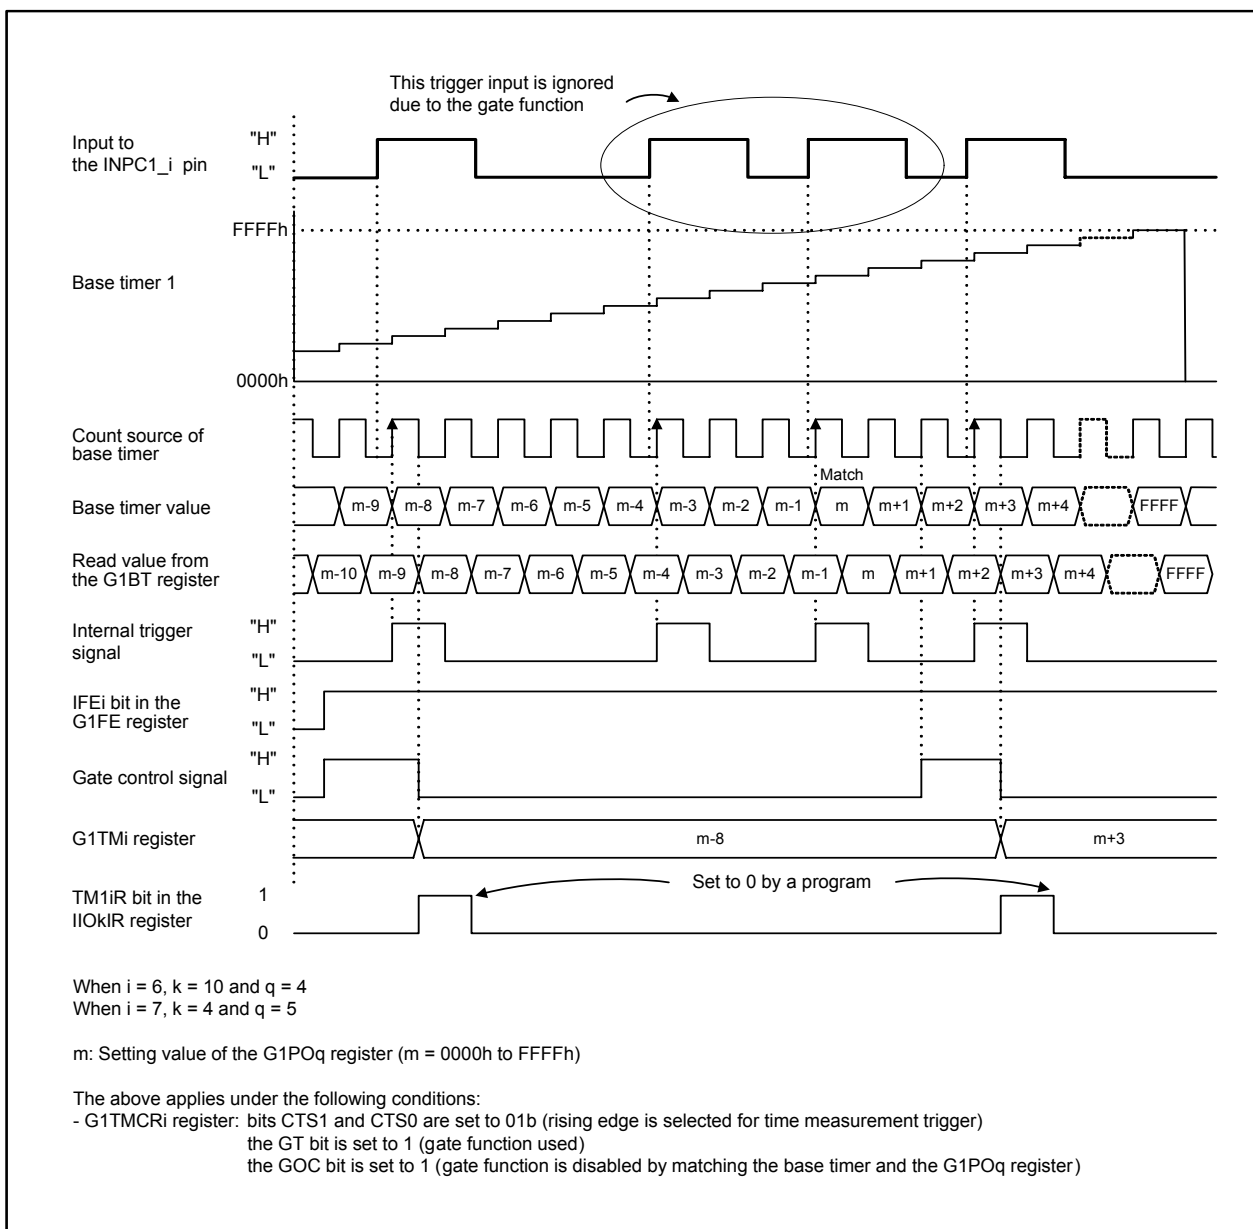 This trigger input is ignored
due to the gate function
Input to
the INPC1_i pin
"H"
"L"
FFFFh
Base timer 1
0000h
Count source of
base timer
Match
Base timer value
m-9 m-8 m-7 m-6 m-5 m-4 m-3 m-2 m-1 m m+1 m+2 m+3 m+4 FFFF
Read value from
the G1BT register
m-10 m-9 m-8 m-7 m-6 m-5 m-4 m-3 m-2 m-1 m m+1 m+2 m+3 m+4 FFFF
Internal trigger
signal
"H"
"L"
IFEi bit in the
G1FE register
"H"
"L"
Gate control signal
"H"
"L"
G1TMi register
m-8
m+3
TM1iR bit in the
IIOkIR register
1
0
Set to 0 by a program
When i = 6, k = 10 and q = 4
When i = 7, k = 4 and q = 5
m: Setting value of the G1POq register (m = 0000h to FFFFh)
The above applies under the following conditions:
- G1TMCRi register: bits CTS1 and CTS0 are set to 01b (rising edge is selected for time measurement trigger)
the GT bit is set to 1 (gate function used)
the GOC bit is set to 1 (gate function is disabled by matching the base timer and the G1POq register)